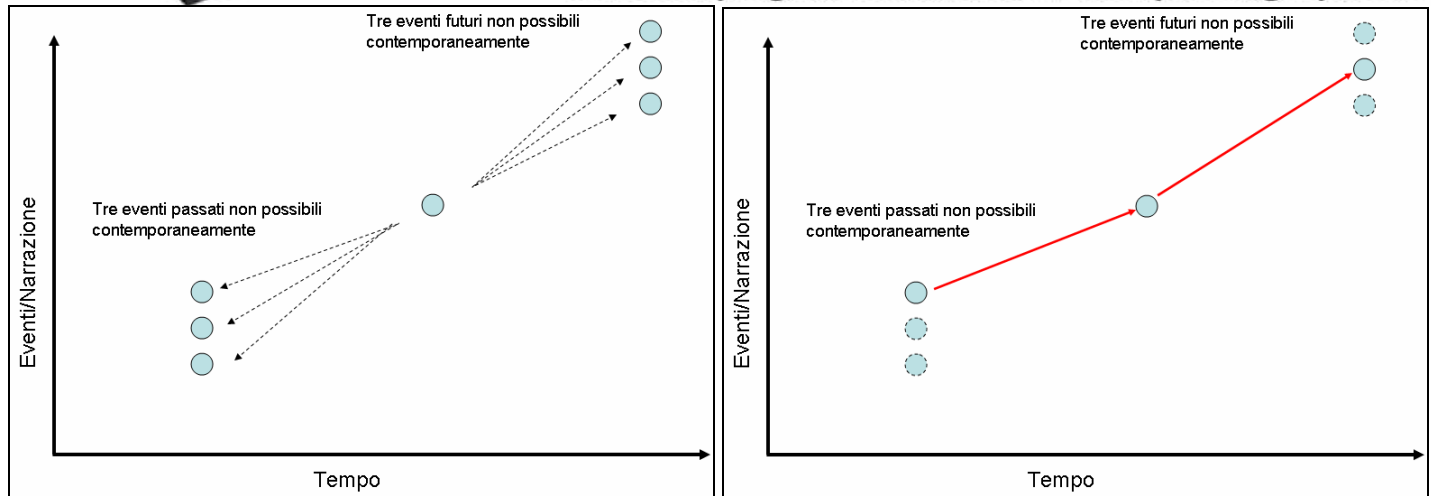 Tre eventi futuri non possibili
contemporaneamente
Tre eventi passati non possibili
contemporaneamente
Eventi/Narrazione
Tempo
Tre eventi futuri non possibili
contemporaneamente
Tre eventi passati non possibili
contemporaneamente
Eventi/Narrazione
Tempo